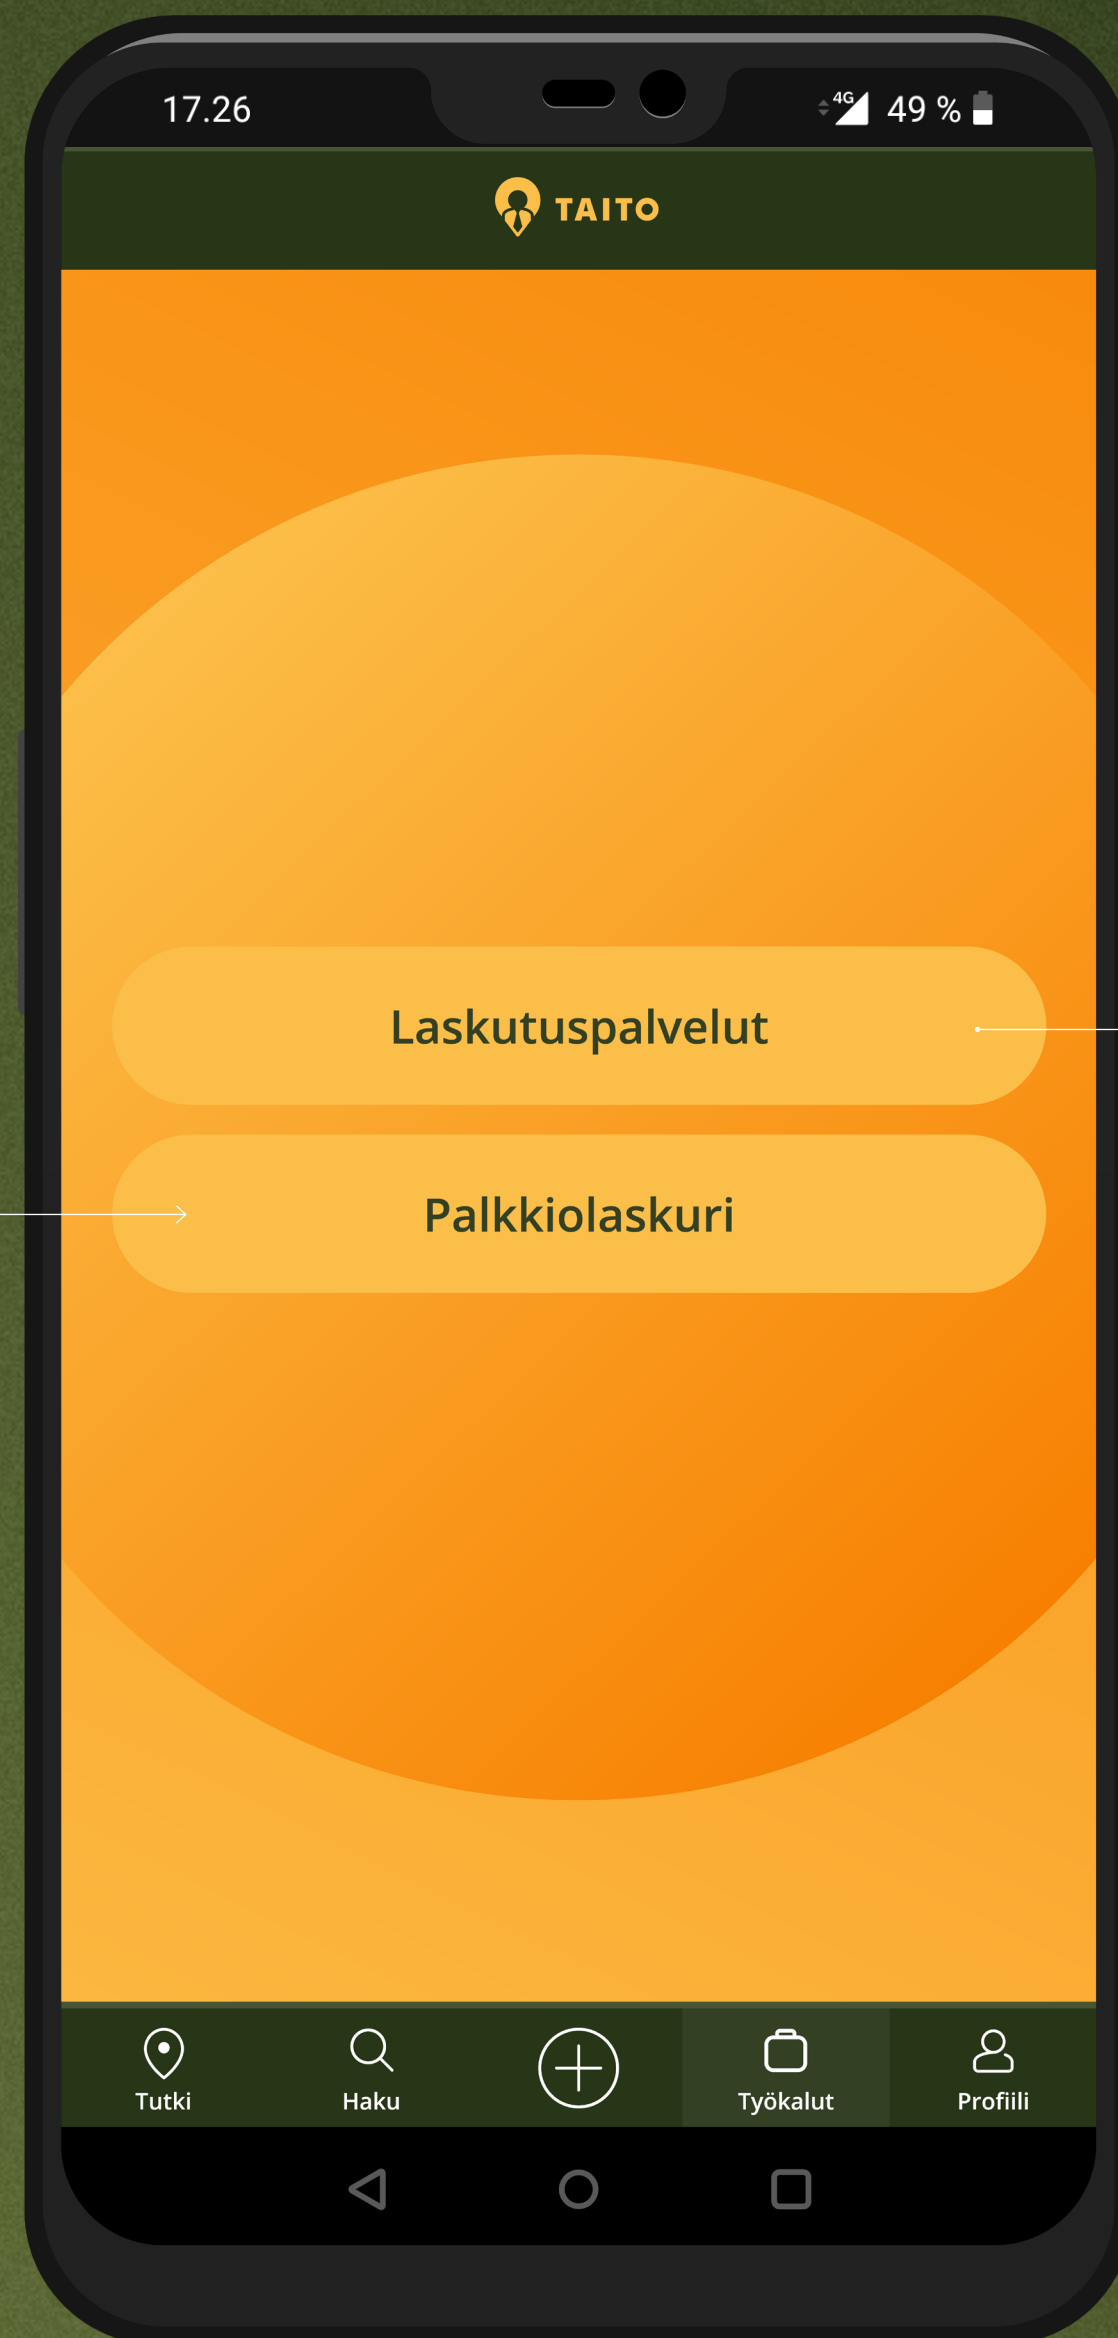 17.26
4G
49 %
TAITO
Laskutuspalvelut
Palkkiolaskuri
Tutki
Haku
Työkalut
Profiili